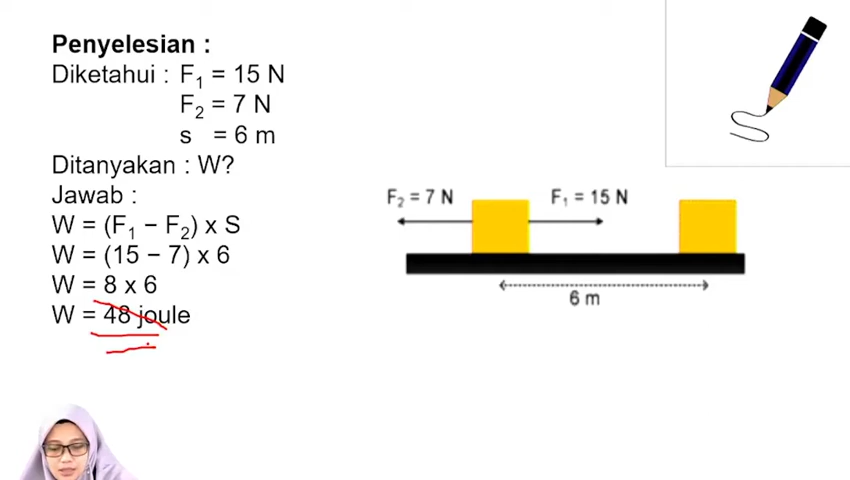 Penyelesian :
Diketahui : F₁ = 15 N
F₂ = 7 N
s = 6 m
Ditanyakan : W?
Jawab :
W = (F₁ − F₂) x S
W = (15 − 7) x 6
W = 8 x 6
W = 48 joule
F₂ = 7 N
F₁ = 15 N
6 m